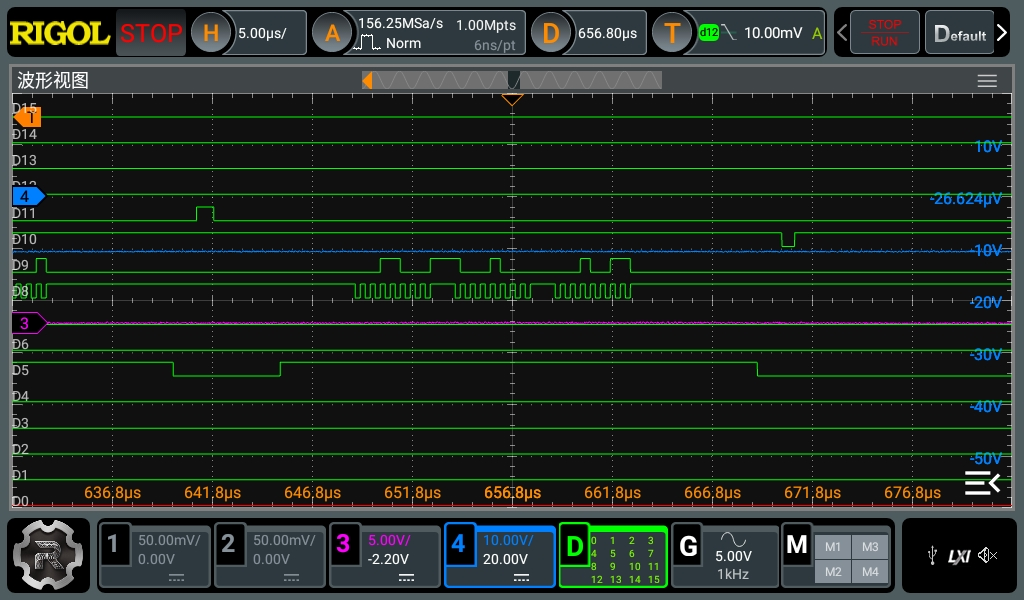 RIGOL STOP H 5.00μs/ A 156.25MSa/s 1.00Mpts D 656.80μs T d12 10.00mV A STOP Default
Norm 6ns/pt RUN
波形视图
D15
T
D14
10V
D13
D12
4 -26.624μV
D11
D10
-10V
D9
D8
-20V
3
D6
-30V
D5
D4
-40V
D3
D2
-50V
D1
636.8μs 641.8μs 646.8μs 651.8μs 656.8μs 661.8μs 666.8μs 671.8μs 676.8μs
D0
1 50.00mV/ 2 50.00mV/ 3 5.00V/ 4 10.00V/ D 0 1 2 3 G M M1 M3
0.00V 0.00V -2.20V 20.00V 4 5 6 7 5.00V LXI
8 9 10 11 1kHz M2 M4
12 13 14 15
R